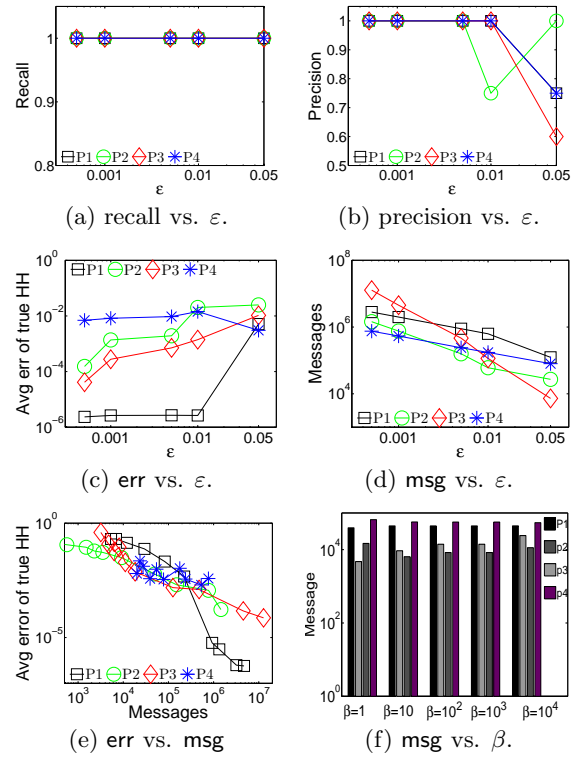 1
0.9
0.8
Recall
P1 P2 P3 P4
0.001 0.01 0.05
ε
(a) recall vs. ε.
1
0.9
0.8
0.7
0.6
0.5
Precision
P1 P2 P3 P4
0.001 0.01 0.05
ε
(b) precision vs. ε.
10^0
10^-2
10^-4
10^-6
Avg err of true HH
P1 P2 P3 P4
0.001 0.01 0.05
ε
(c) err vs. ε.
10^8
10^6
10^4
Messages
P1 P2 P3 P4
0.001 0.01 0.05
ε
(d) msg vs. ε.
10^0
10^-5
Avg error of true HH
P1 P2 P3 P4
10^3 10^4 10^5 10^6 10^7
Messages
(e) err vs. msg
10^4
10^2
10^0
Message
P1
p2
p3
p4
β=1 β=10 β=10^2 β=10^3 β=10^4
(f) msg vs. β.